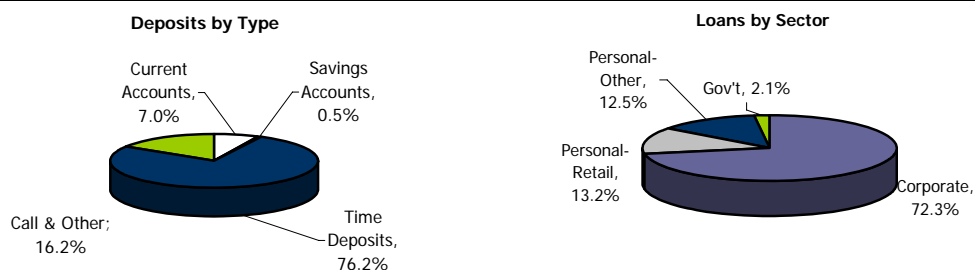 Deposits by Type
Current
Accounts,
7.0%
Savings
Accounts,
0.5%
Call & Other;
16.2%
Time
Deposits,
76.2%
Loans by Sector
Personal-
Other,
12.5%
Gov't, 2.1%
Personal-
Retail,
13.2%
Corporate,
72.3%